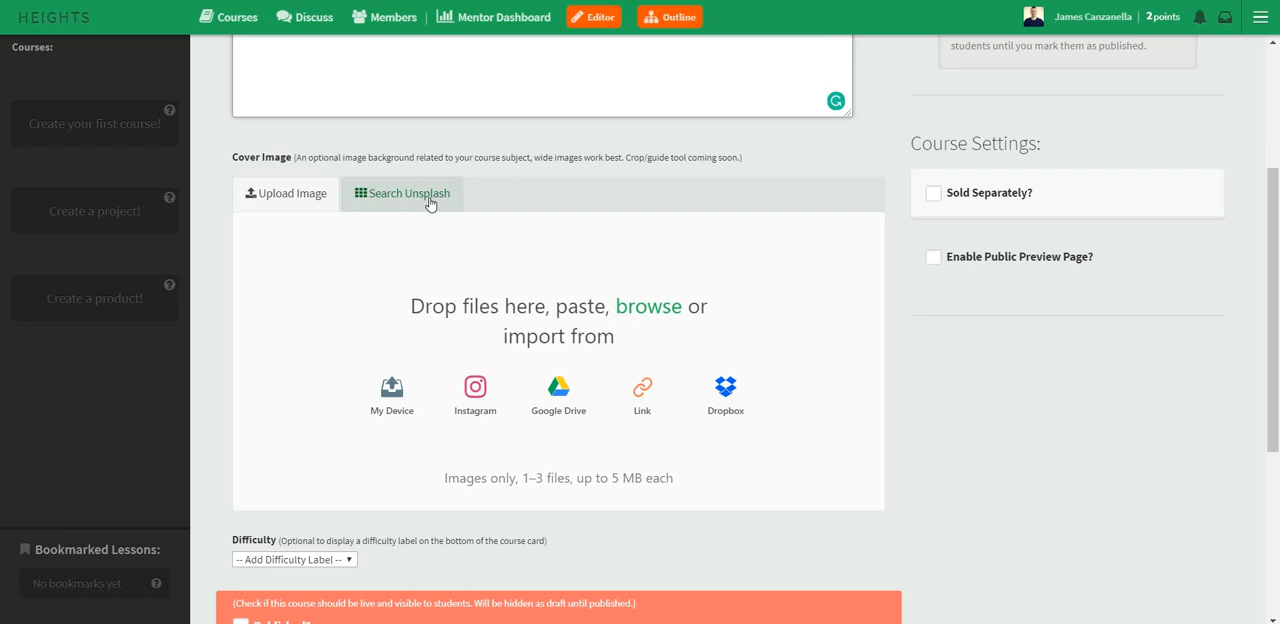 HEIGHTS
Courses Discuss Members | Mentor Dashboard Editor Outline James Canzanella | 2 points
Courses:
Create your first course!
Create a project!
Create a product!
Bookmarked Lessons:
No bookmarks yet
Cover Image (An optional image background related to your course subject, wide images work best. Crop/guide tool coming soon.)
Upload Image Search Unsplash
Drop files here, paste, browse or
import from
My Device Instagram Google Drive Link Dropbox
Images only, 1–3 files, up to 5 MB each
Difficulty (Optional to display a difficulty label on the bottom of the course card)
-- Add Difficulty Label --
(Check if this course should be live and visible to students. Will be hidden as draft until published.)
Published?
students until you mark them as published.
Course Settings:
Sold Separately?
Enable Public Preview Page?